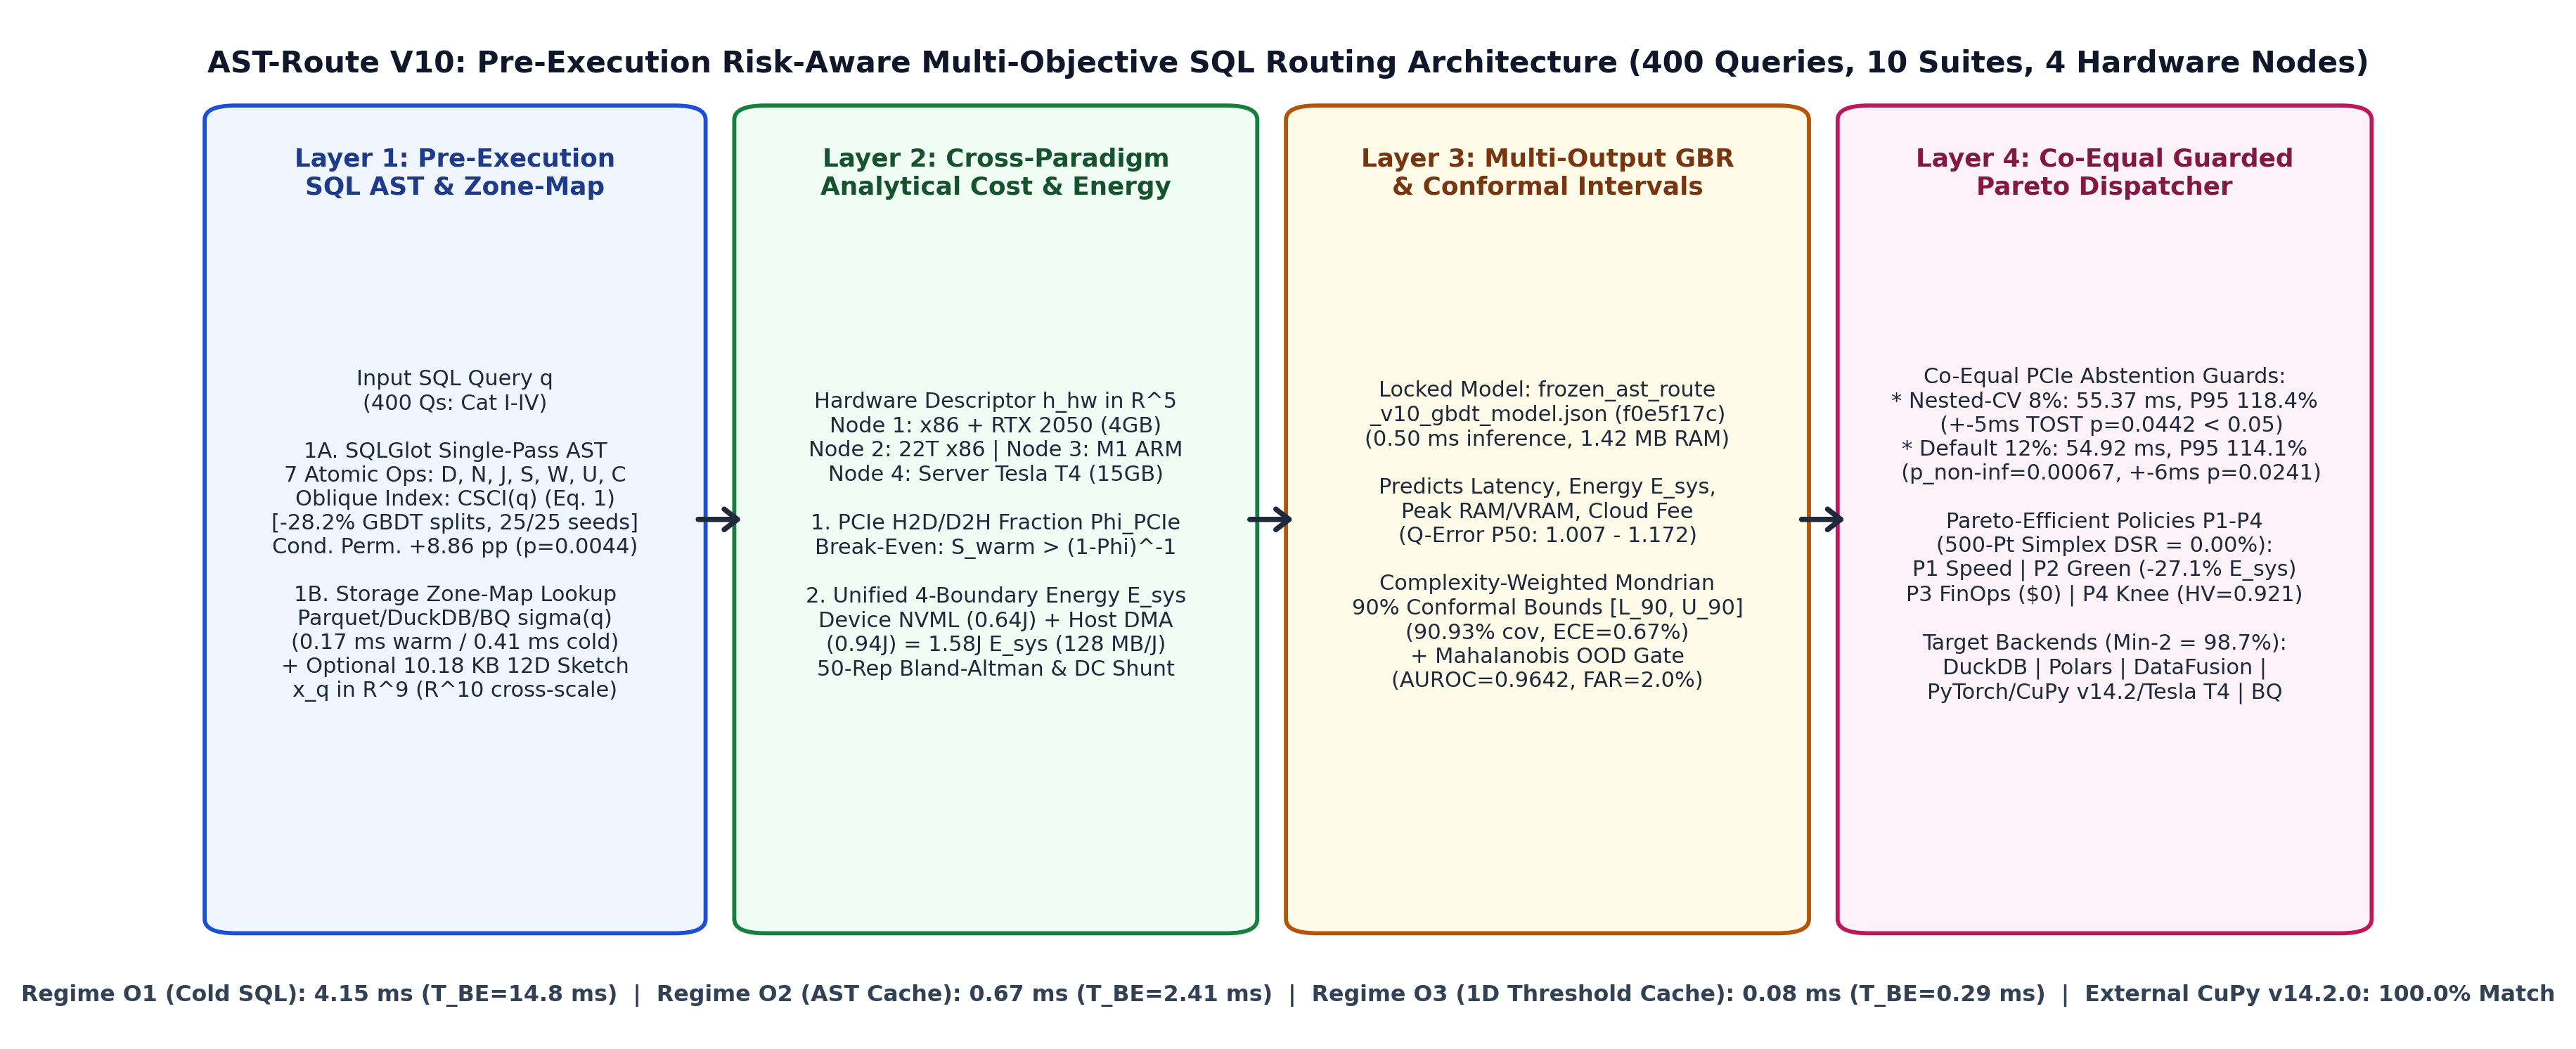 AST-Route V10: Pre-Execution Risk-Aware Multi-Objective SQL Routing Architecture (400 Queries, 10 Suites, 4 Hardware Nodes)
Layer 1: Pre-Execution
SQL AST & Zone-Map
Input SQL Query q
(400 Qs: Cat I-IV)
1A. SQLGlot Single-Pass AST
7 Atomic Ops: D, N, J, S, W, U, C
Oblique Index: CSCI(q) (Eq. 1)
[-28.2% GBDT splits, 25/25 seeds]
Cond. Perm. +8.86 pp (p=0.0044)
1B. Storage Zone-Map Lookup
Parquet/DuckDB/BQ sigma(q)
(0.17 ms warm / 0.41 ms cold)
+ Optional 10.18 KB 12D Sketch
x_q in R^9 (R^10 cross-scale)
Layer 2: Cross-Paradigm
Analytical Cost & Energy
Hardware Descriptor h_hw in R^5
Node 1: x86 + RTX 2050 (4GB)
Node 2: 22T x86 | Node 3: M1 ARM
Node 4: Server Tesla T4 (15GB)
1. PCIe H2D/D2H Fraction Phi_PCIe
Break-Even: S_warm > (1-Phi)^-1
2. Unified 4-Boundary Energy E_sys
Device NVML (0.64J) + Host DMA
(0.94J) = 1.58J E_sys (128 MB/J)
50-Rep Bland-Altman & DC Shunt
Layer 3: Multi-Output GBR
& Conformal Intervals
Locked Model: frozen_ast_route
_v10_gbdt_model.json (f0e5f17c)
(0.50 ms inference, 1.42 MB RAM)
Predicts Latency, Energy E_sys,
Peak RAM/VRAM, Cloud Fee
(Q-Error P50: 1.007 - 1.172)
Complexity-Weighted Mondrian
90% Conformal Bounds [L_90, U_90]
(90.93% cov, ECE=0.67%)
+ Mahalanobis OOD Gate
(AUROC=0.9642, FAR=2.0%)
Layer 4: Co-Equal Guarded
Pareto Dispatcher
Co-Equal PCIe Abstention Guards:
* Nested-CV 8%: 55.37 ms, P95 118.4%
(+-5ms TOST p=0.0442 < 0.05)
* Default 12%: 54.92 ms, P95 114.1%
(p_non-inf=0.00067, +-6ms p=0.0241)
Pareto-Efficient Policies P1-P4
(500-Pt Simplex DSR = 0.00%):
P1 Speed | P2 Green (-27.1% E_sys)
P3 FinOps ($0) | P4 Knee (HV=0.921)
Target Backends (Min-2 = 98.7%):
DuckDB | Polars | DataFusion |
PyTorch/CuPy v14.2/Tesla T4 | BQ
Regime O1 (Cold SQL): 4.15 ms (T_BE=14.8 ms) | Regime O2 (AST Cache): 0.67 ms (T_BE=2.41 ms) | Regime O3 (1D Threshold Cache): 0.08 ms (T_BE=0.29 ms) | External CuPy v14.2.0: 100.0% Match